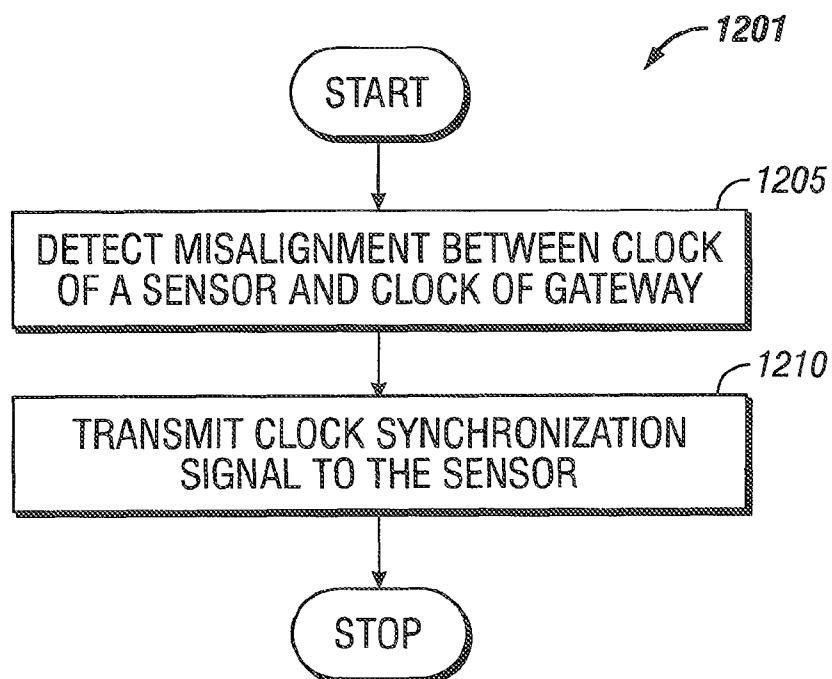 1201
START
1205
DETECT MISALIGNMENT BETWEEN CLOCK
OF A SENSOR AND CLOCK OF GATEWAY
1210
TRANSMIT CLOCK SYNCHRONIZATION
SIGNAL TO THE SENSOR
STOP